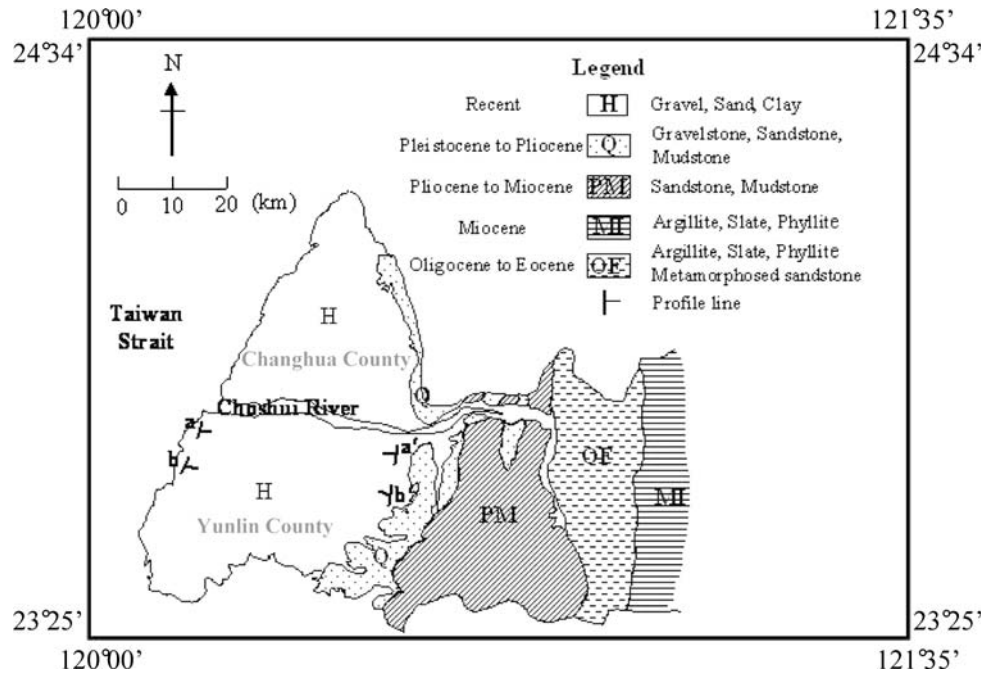 120°00’ 121°35’
24°34’ 24°34’
N
0 10 20 (km)
Legend
Recent H Gravel, Sand, Clay
Pleistocene to Pliocene Q Gravelstone, Sandstone,
Mudstone
Pliocene to Miocene PM Sandstone, Mudstone
Miocene MI Argillite, Slate, Phyllite
Oligocene to Eocene OE Argillite, Slate, Phyllite
Metamorphosed sandstone
Profile line
Taiwan
Strait
H
Changhua County
Q
Choshui River
a a'
b b'
OE
H
MI
PM
Yunlin County
Q
23°25’ 23°25’
120°00’ 121°35’